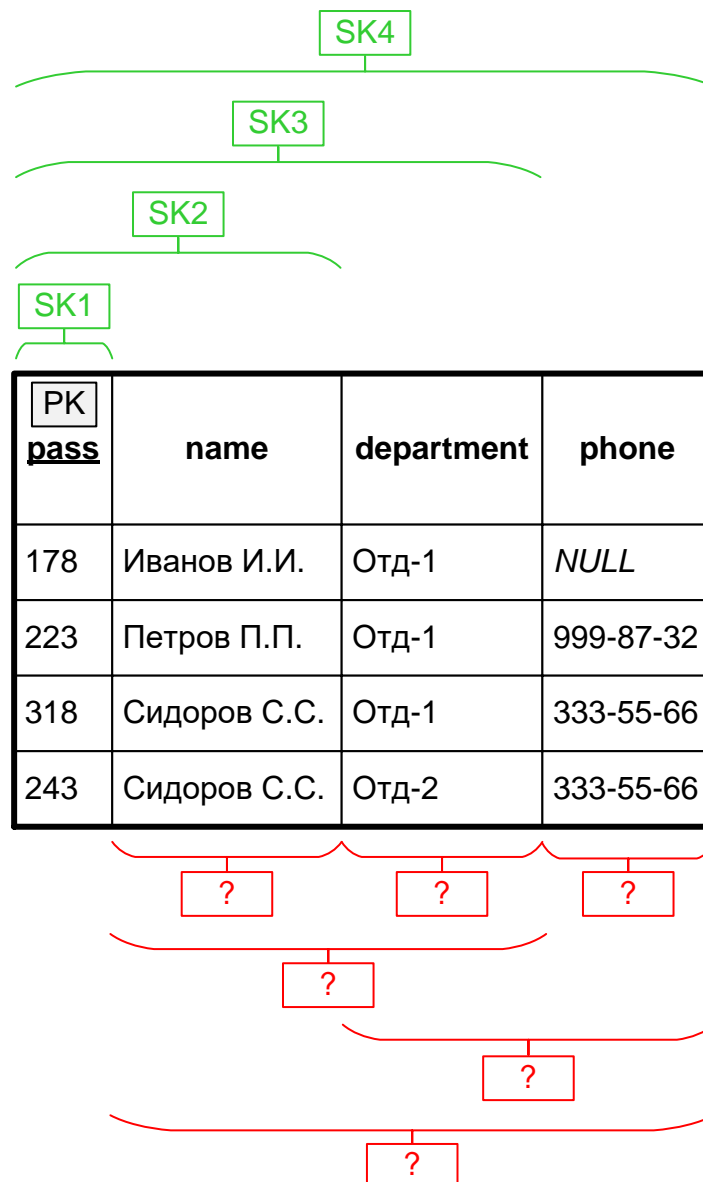 SK4
SK3
SK2
SK1
PK
pass name department phone
178 Иванов И.И. Отд-1 NULL
223 Петров П.П. Отд-1 999-87-32
318 Сидоров С.С. Отд-1 333-55-66
243 Сидоров С.С. Отд-2 333-55-66
? ? ?
?
?
?